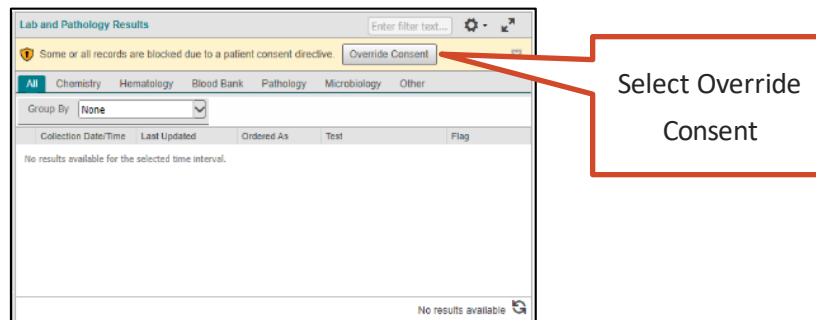 Lab and Pathology Results
Enter filter text...
Some or all records are blocked due to a patient consent directive.
Override Consent
All Chemistry Hematology Blood Bank Pathology Microbiology Other
Group By None
Collection Date/Time Last Updated Ordered As Test Flag
No results available for the selected time interval.
No results available
Select Override
Consent